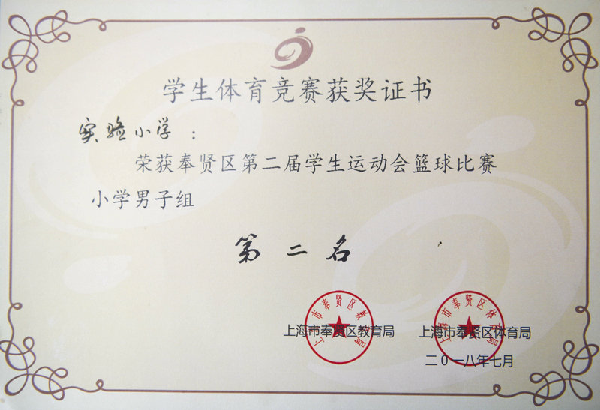 学生体育竞赛获奖证书
实验小学：
荣获奉贤区第二届学生运动会篮球比赛
小学男子组
第二名
上海市奉贤区教育局 上海市奉贤区体育局
二〇一八年七月